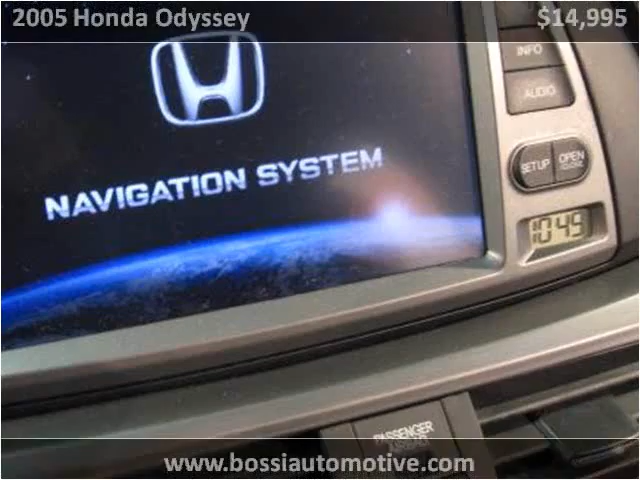 2005 Honda Odyssey $14,995
INFO
AUDIO
NAVIGATION SYSTEM
SETUP OPEN
10:45
PASSENGER
www.bossiautomotive.com